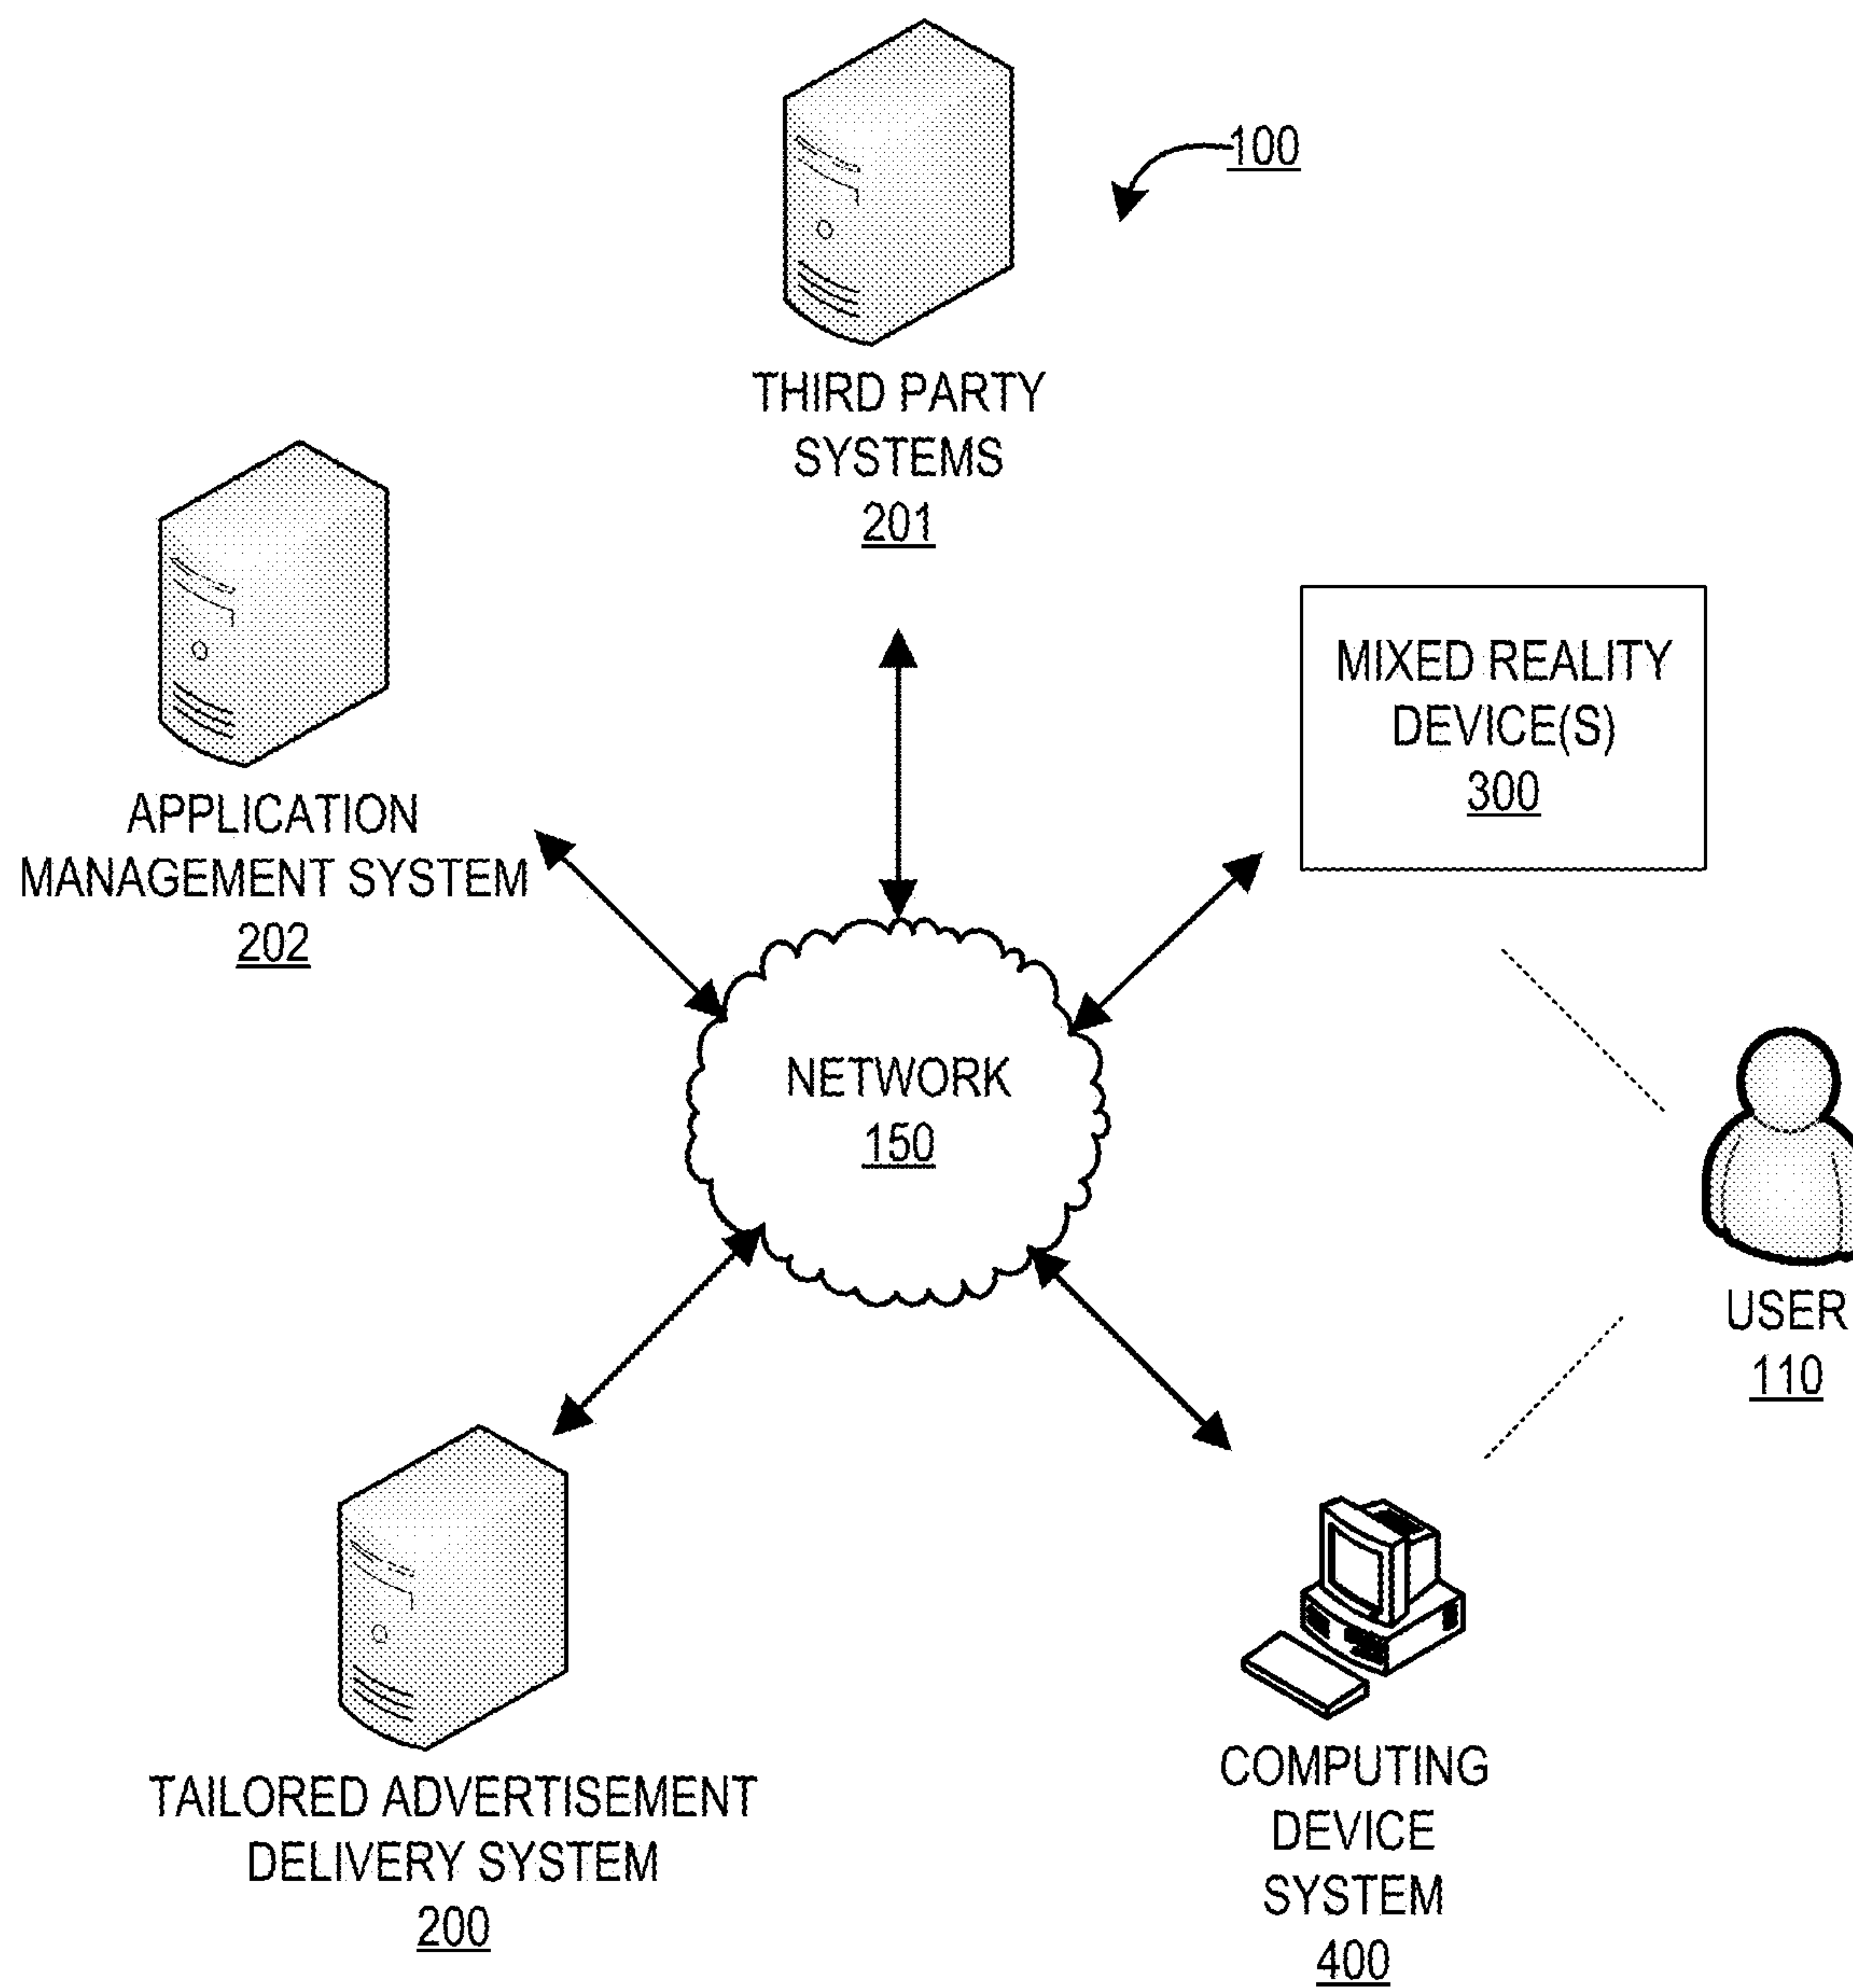 100
THIRD PARTY
SYSTEMS
201
APPLICATION
MANAGEMENT SYSTEM
202
MIXED REALITY
DEVICE(S)
300
NETWORK
150
USER
110
TAILORED ADVERTISEMENT
DELIVERY SYSTEM
200
COMPUTING
DEVICE
SYSTEM
400